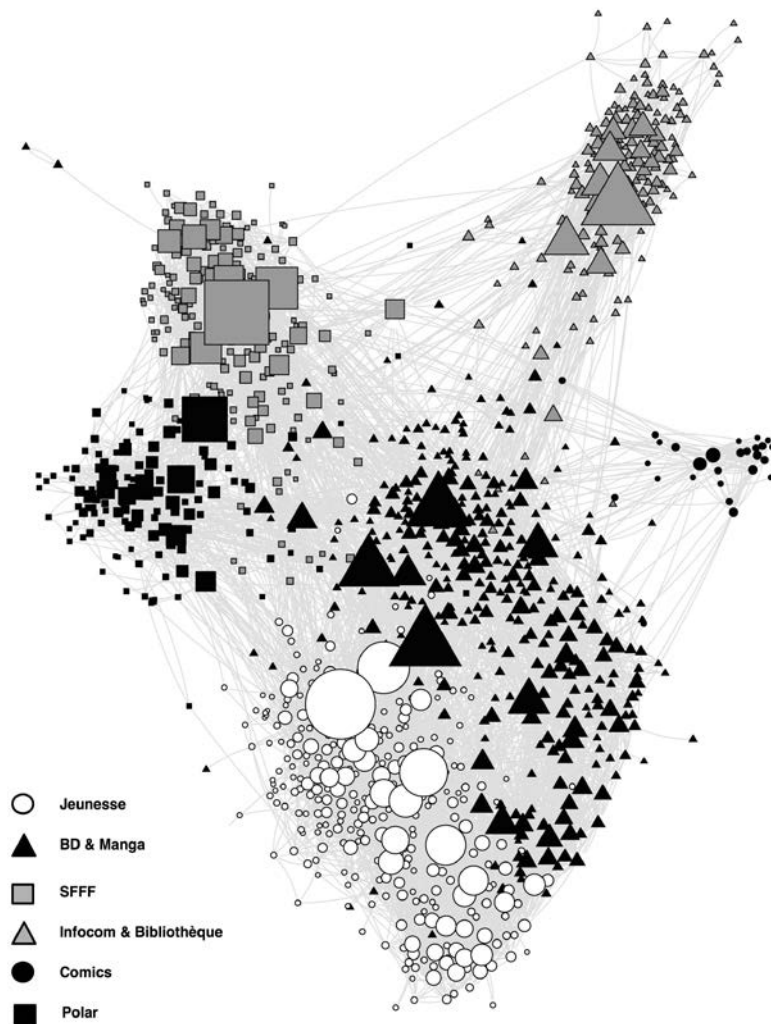 Jeunesse
BD & Manga
SFFF
Infocom & Bibliothèque
Comics
Polar